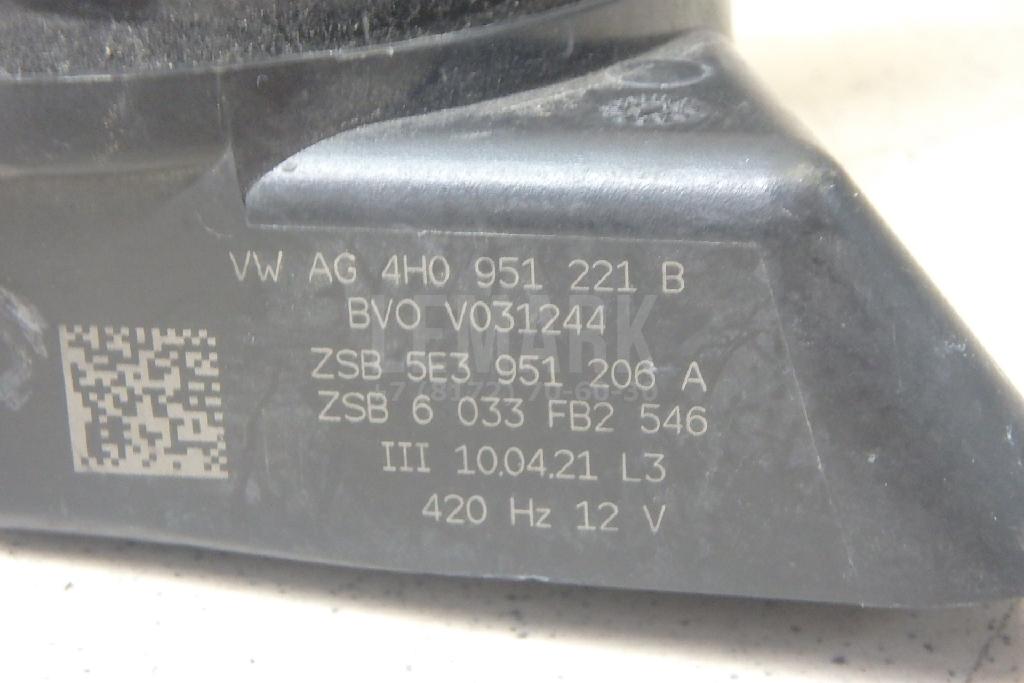 VW AG 4H0 951 221 B
BVO V031244
LEMARK
ZSB 5E3 951 206 A
ZSB 6 033 FB2 546
III 10.04.21 L3
420 Hz 12 V